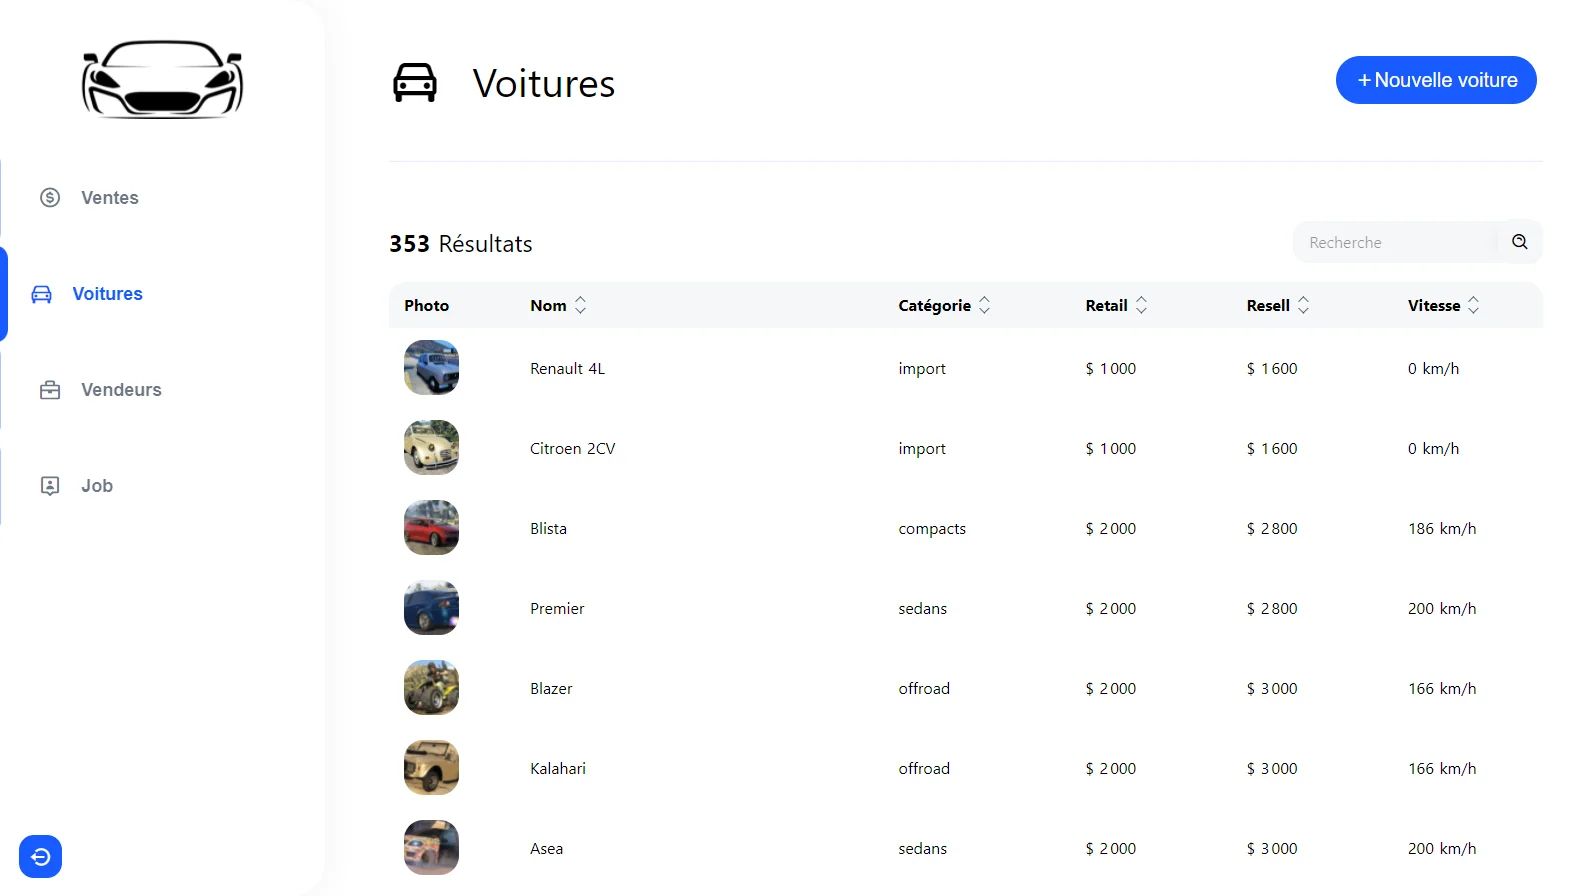 Voitures
+ Nouvelle voiture
Ventes
Voitures
Vendeurs
Job
353 Résultats
Recherche
Photo Nom Catégorie Retail Resell Vitesse
Renault 4L import $ 1 000 $ 1 600 0 km/h
Citroen 2CV import $ 1 000 $ 1 600 0 km/h
Blista compacts $ 2 000 $ 2 800 186 km/h
Premier sedans $ 2 000 $ 2 800 200 km/h
Blazer offroad $ 2 000 $ 3 000 166 km/h
Kalahari offroad $ 2 000 $ 3 000 166 km/h
Asea sedans $ 2 000 $ 3 000 200 km/h